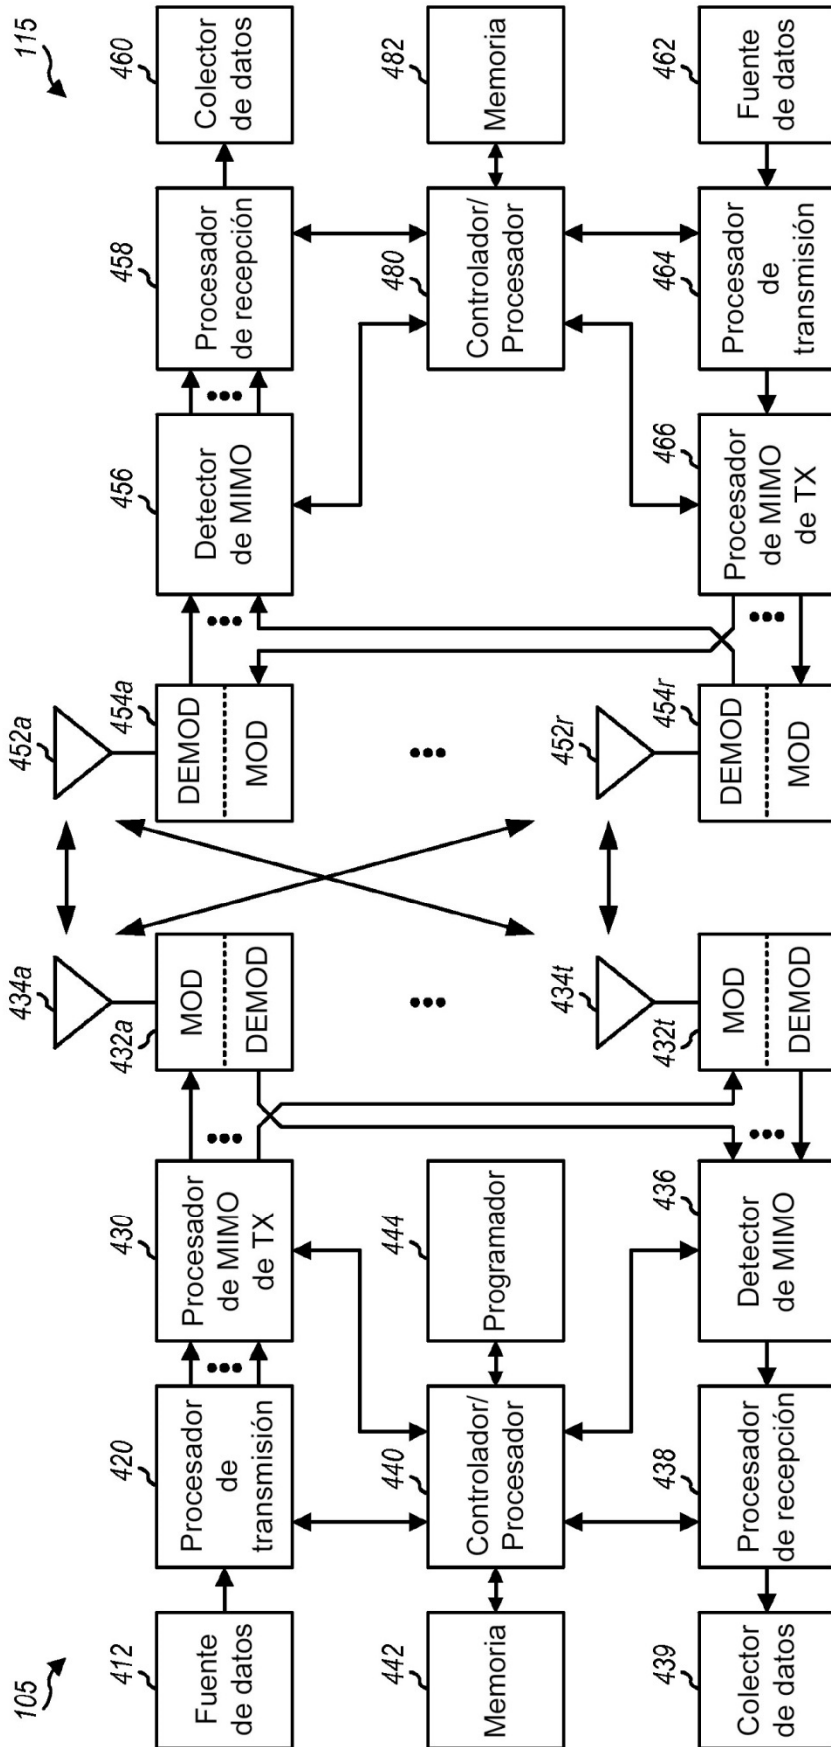 105
115
412
Fuente
de datos
420
Procesador
de
transmisión
430
Procesador
de MIMO
de TX
432a
MOD
DEMOD
434a
452a
454a
DEMOD
MOD
456
Detector
de MIMO
458
Procesador
de recepción
460
Colector
de datos
442
Memoria
440
Controlador/
Procesador
444
Programador
480
Controlador/
Procesador
482
Memoria
439
Colector
de datos
438
Procesador
de recepción
436
Detector
de MIMO
432t
MOD
DEMOD
434t
452r
454r
DEMOD
MOD
466
Procesador
de MIMO
de TX
464
Procesador
de
transmisión
462
Fuente
de datos